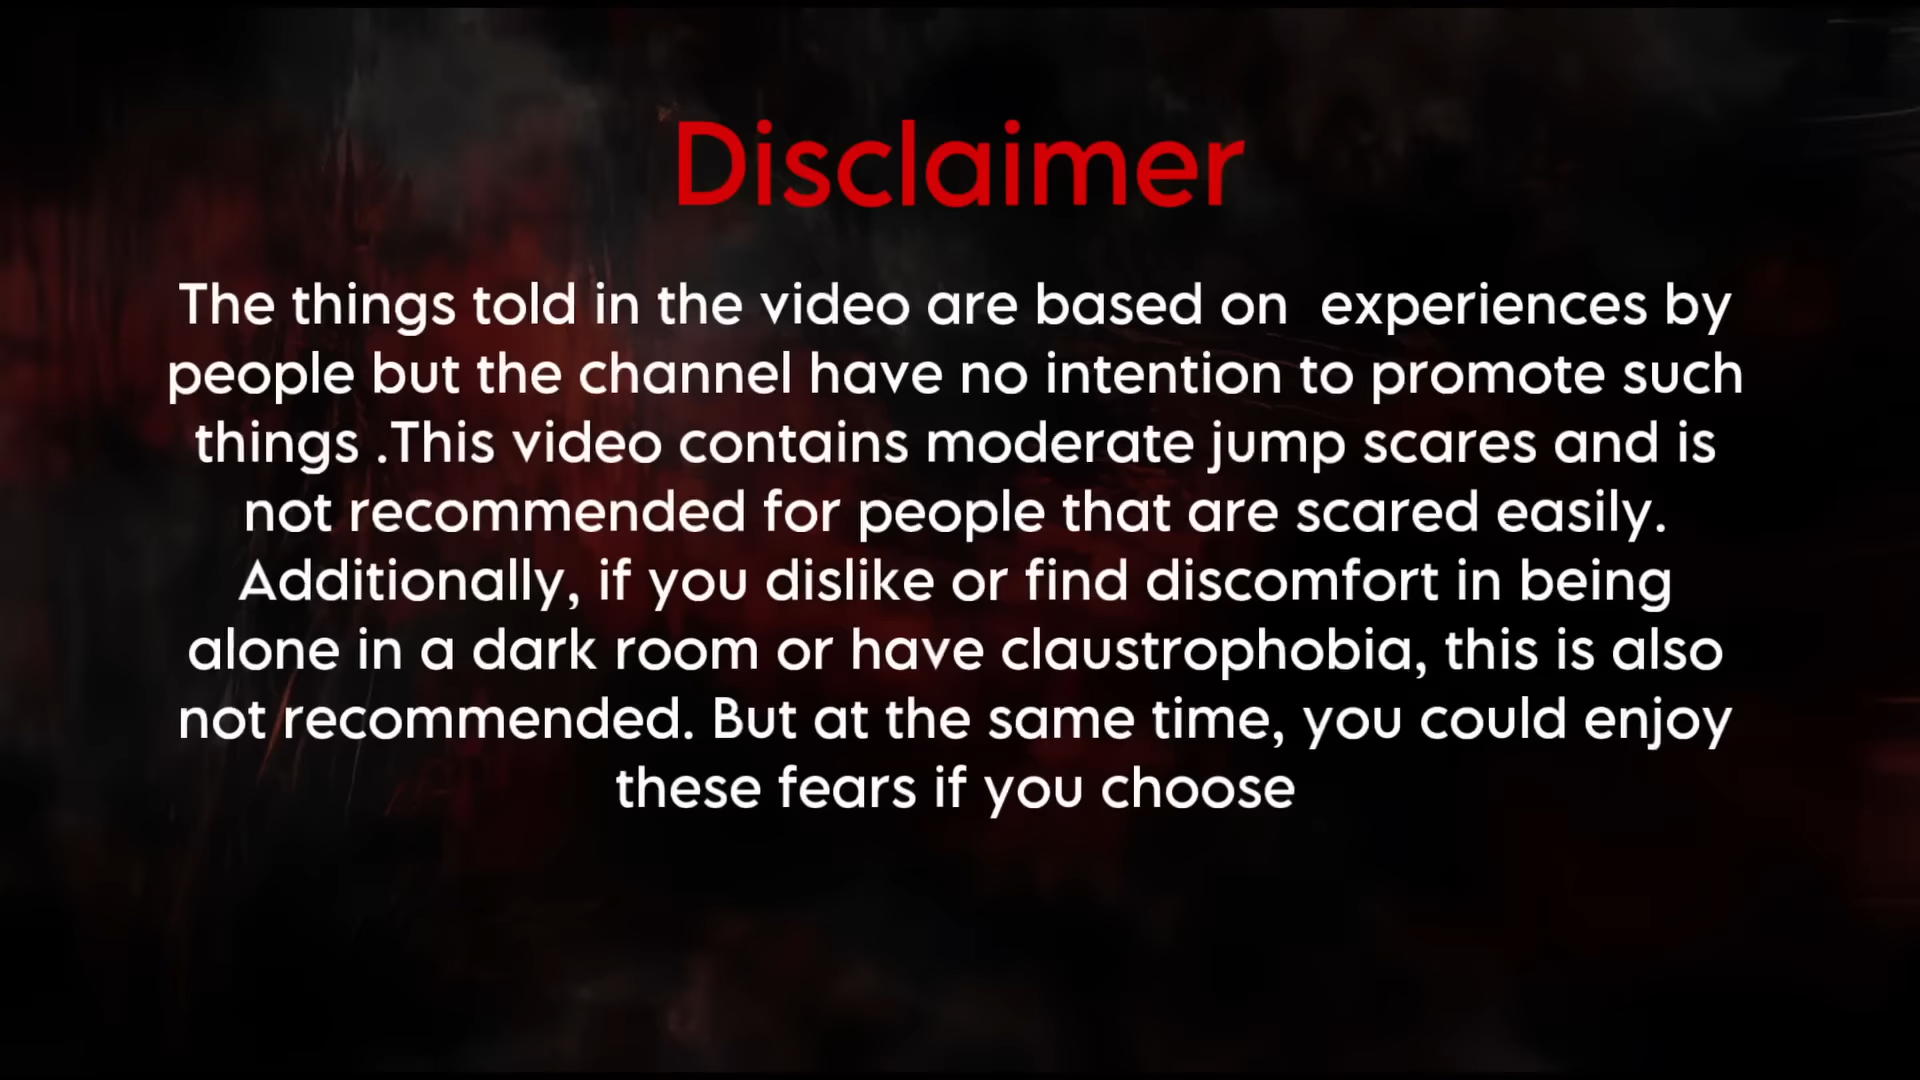 Disclaimer
The things told in the video are based on  experiences by
people but the channel have no intention to promote such
things .This video contains moderate jump scares and is
not recommended for people that are scared easily.
Additionally, if you dislike or find discomfort in being
alone in a dark room or have claustrophobia, this is also
not recommended. But at the same time, you could enjoy
these fears if you choose